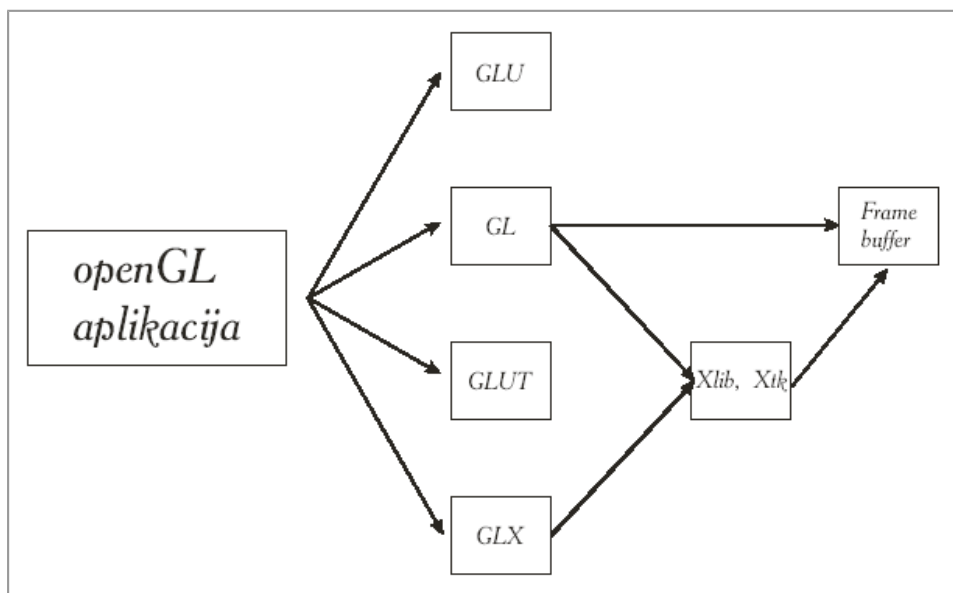 openGL
aplikacija
GLU
GL
GLUT
GLX
Xlib, Xtk
Frame
buffer